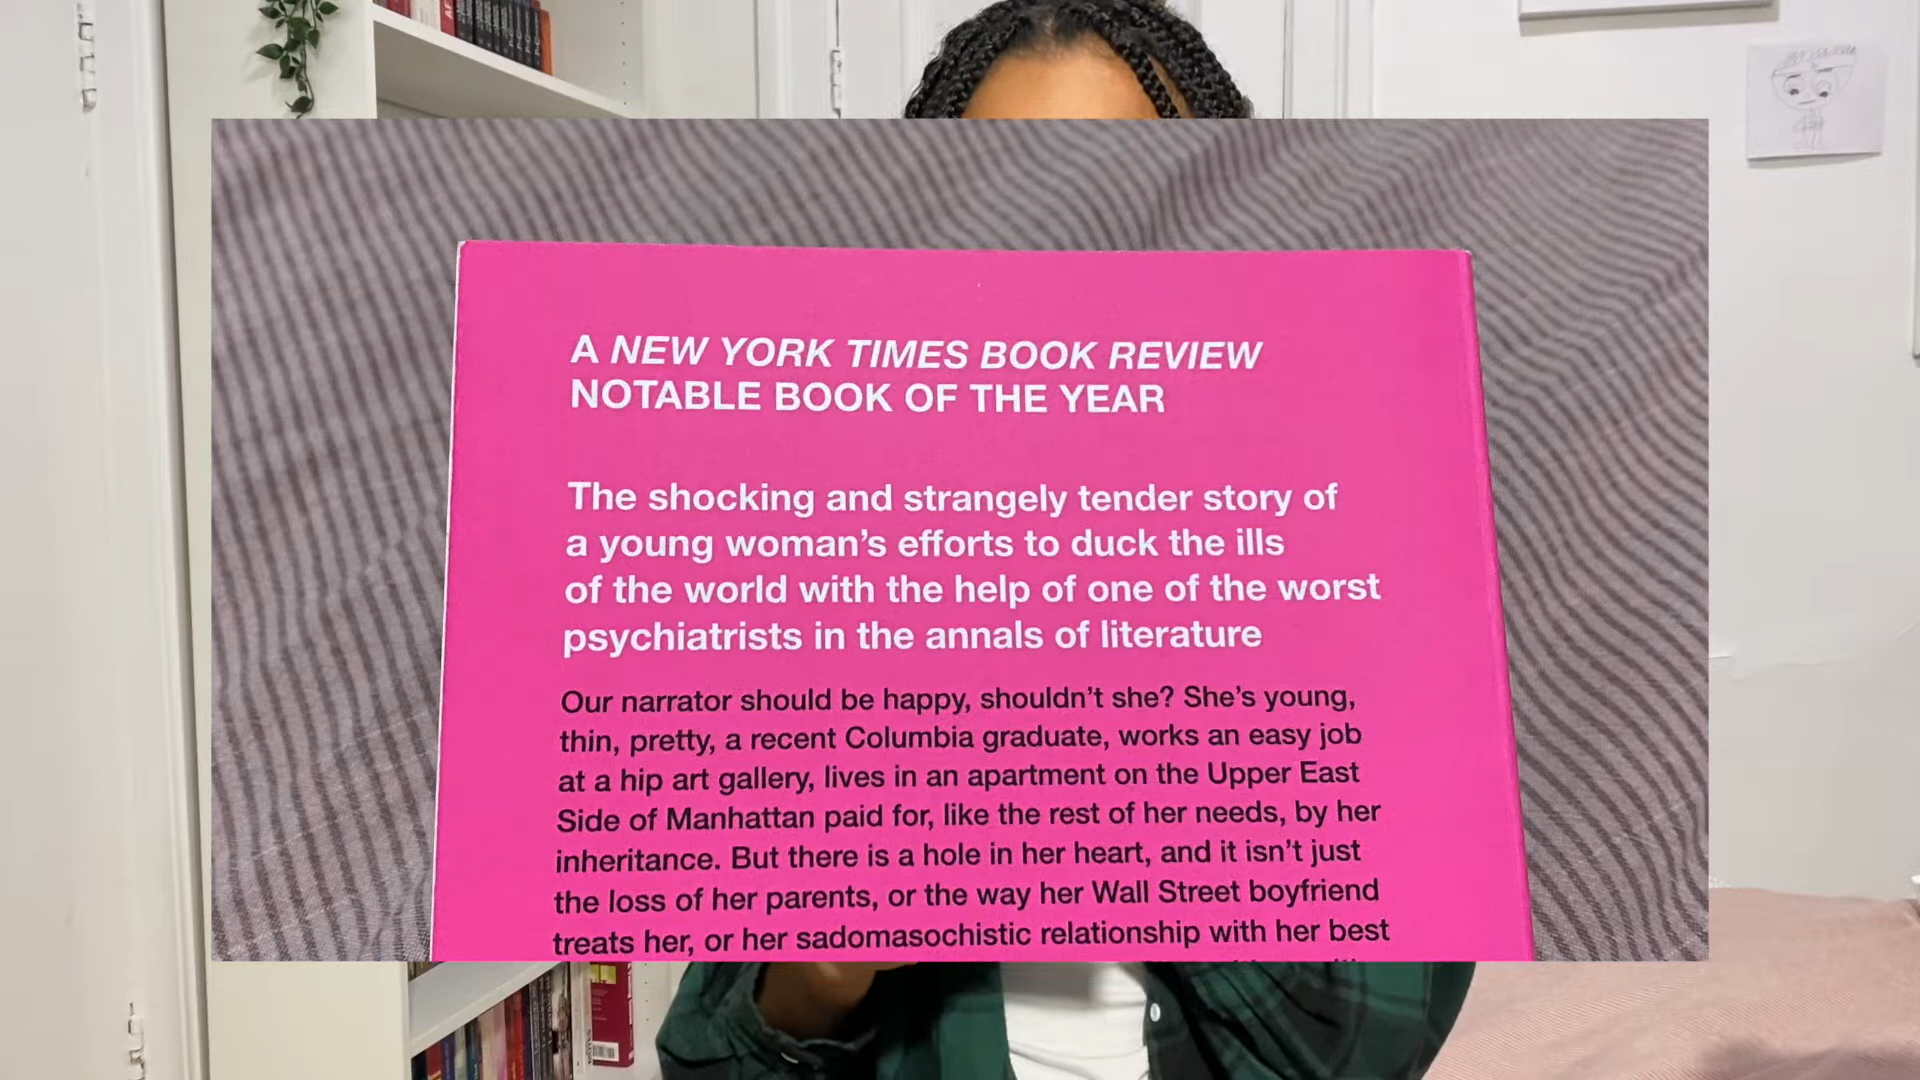 A NEW YORK TIMES BOOK REVIEW
NOTABLE BOOK OF THE YEAR
The shocking and strangely tender story of
a young woman's efforts to duck the ills
of the world with the help of one of the worst
psychiatrists in the annals of literature
Our narrator should be happy, shouldn't she? She's young,
thin, pretty, a recent Columbia graduate, works an easy job
at a hip art gallery, lives in an apartment on the Upper East
Side of Manhattan paid for, like the rest of her needs, by her
inheritance. But there is a hole in her heart, and it isn't just
the loss of her parents, or the way her Wall Street boyfriend
treats her, or her sadomasochistic relationship with her best